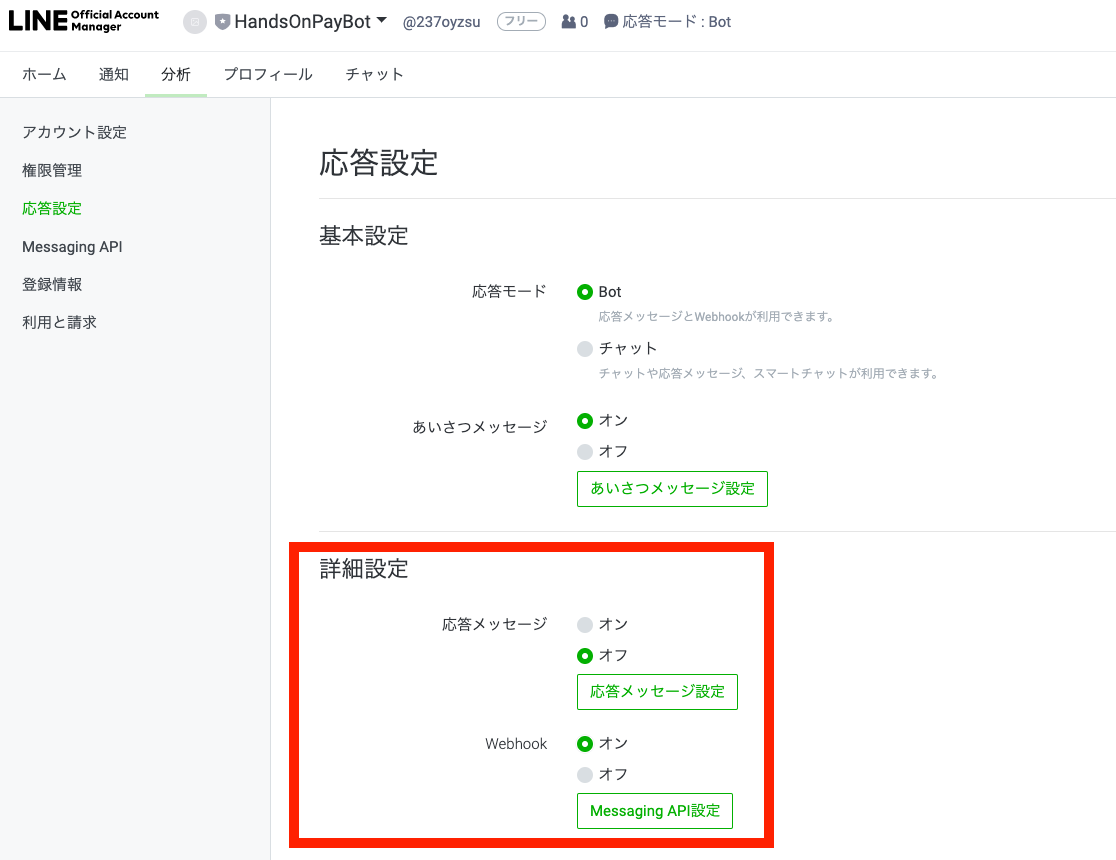 LINE Official Account Manager HandsOnPayBot @237oyzsu フリー 0 応答モード : Bot
ホーム 通知 分析 プロフィール チャット
アカウント設定
権限管理
応答設定
Messaging API
登録情報
利用と請求
応答設定
基本設定
応答モード Bot
応答メッセージとWebhookが利用できます。
チャット
チャットや応答メッセージ、スマートチャットが利用できます。
あいさつメッセージ オン
オフ
あいさつメッセージ設定
詳細設定
応答メッセージ オン
オフ
応答メッセージ設定
Webhook オン
オフ
Messaging API設定